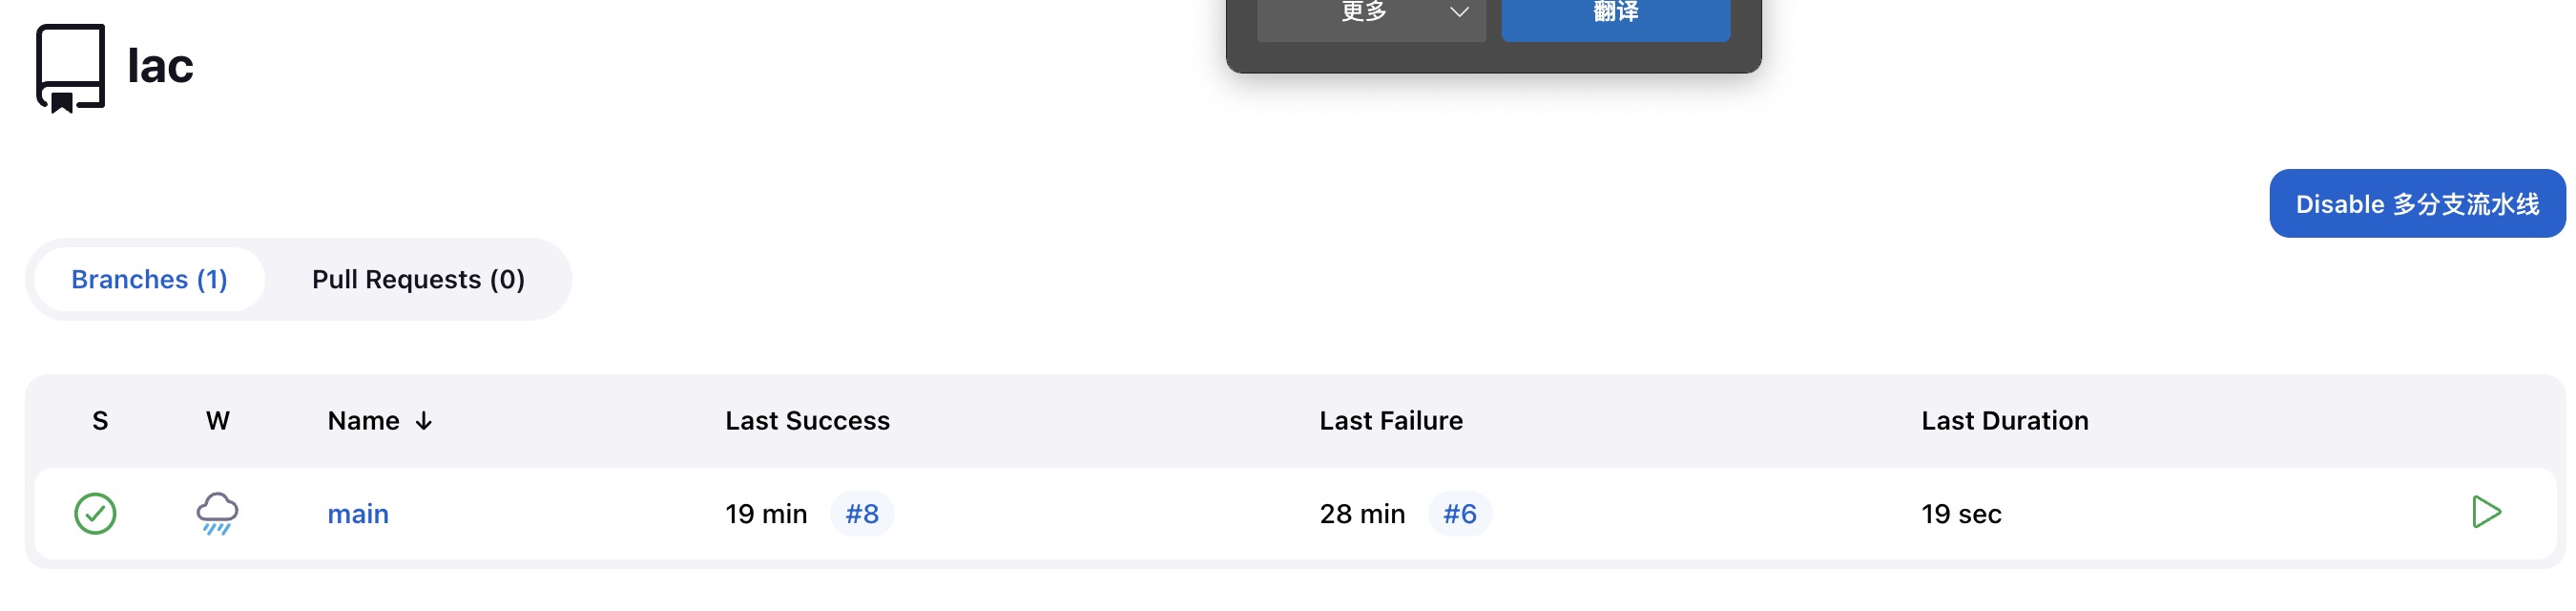 更多 翻译
lac
Disable 多分支流水线
Branches (1) Pull Requests (0)
S W Name ↓ Last Success Last Failure Last Duration
main 19 min #8 28 min #6 19 sec